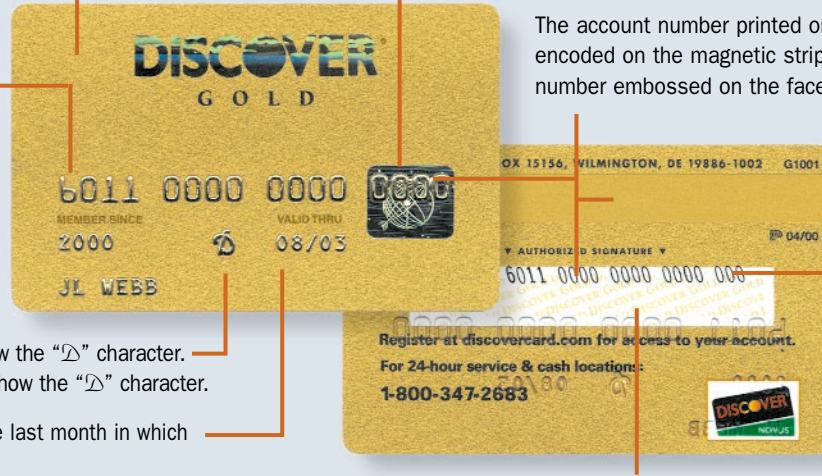 The account number printed o
encoded on the magnetic strip
number embossed on the face
DISCOVER
GOLD
6011 0000 0000 0000
MEMBER SINCE
VALID THRU
2000 D 08/03
JL WEBB
OX 15156, WILMINGTON, DE 19886-1002 G1001
04/00
▼ AUTHORIZ D SIGNATURE ▼
6011 0000 0000 0000 000
Register at discovercard.com for access to your account.
For 24-hour service & cash locations:
1-800-347-2683
DISCOVER
NOVUS
w the “D” character.
how the “D” character.
e last month in which